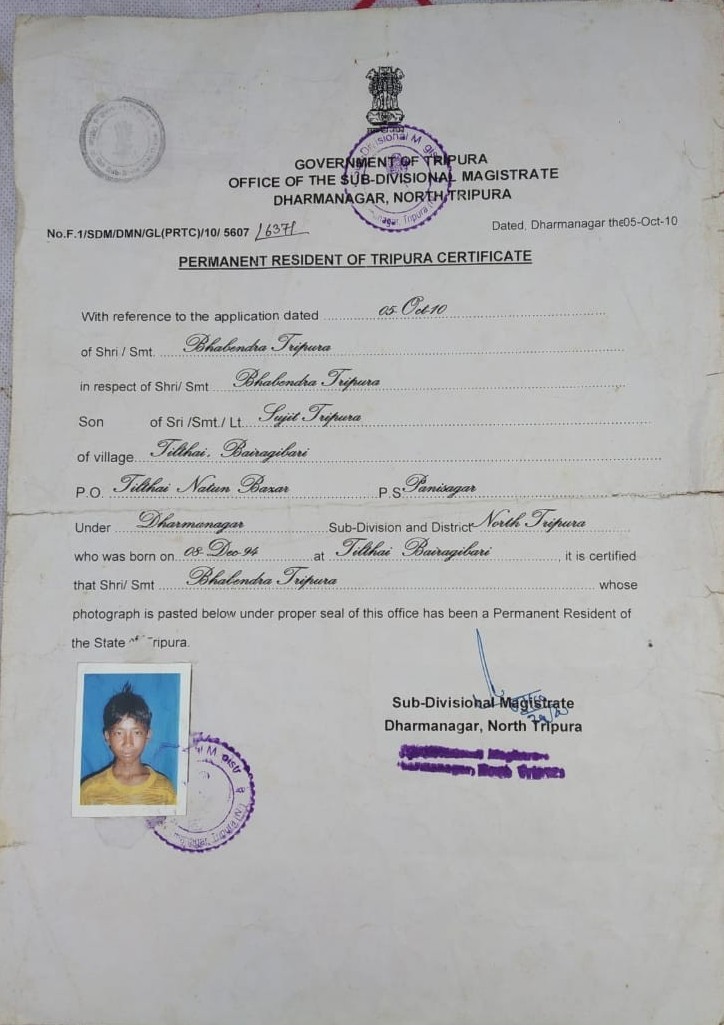 GOVERNMENT OF TRIPURA
OFFICE OF THE SUB-DIVISIONAL MAGISTRATE
DHARMANAGAR, NORTH TRIPURA
No.F.1/SDM/DMN/GL(PRTC)/10/ 5607
Dated, Dharmanagar the05-Oct-10
PERMANENT RESIDENT OF TRIPURA CERTIFICATE
With reference to the application dated 05-Oct-10
of Shri / Smt. Bhabendra Tripura
in respect of Shri/ Smt Bhabendra Tripura
Son of Sri /Smt./ Lt. Sujit Tripura
of village Tilthai, Bairagibari
P.O. Tilthai Natun Bazar P.S Panisagar
Under Dharmanagar Sub-Division and District North Tripura
who was born on 08-Dec-94 at Tilthai Bairagibari, it is certified
that Shri/ Smt Bhabendra Tripura whose
photograph is pasted below under proper seal of this office has been a Permanent Resident of
the State of Tripura.
Sub-Divisional Magistrate
Dharmanagar, North Tripura